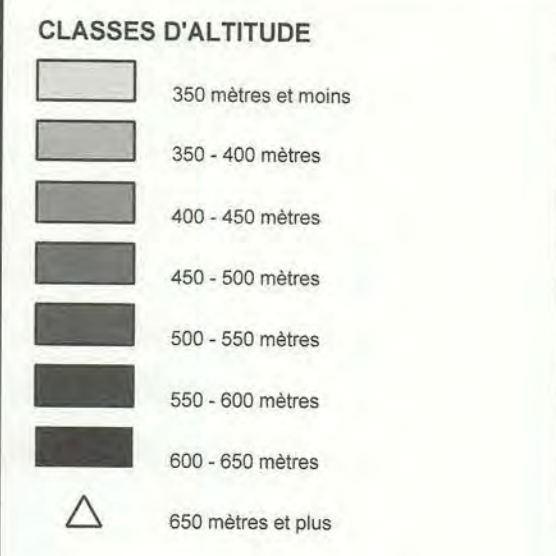 CLASSES D'ALTITUDE
350 mètres et moins
350 - 400 mètres
400 - 450 mètres
450 - 500 mètres
500 - 550 mètres
550 - 600 mètres
600 - 650 mètres
650 mètres et plus